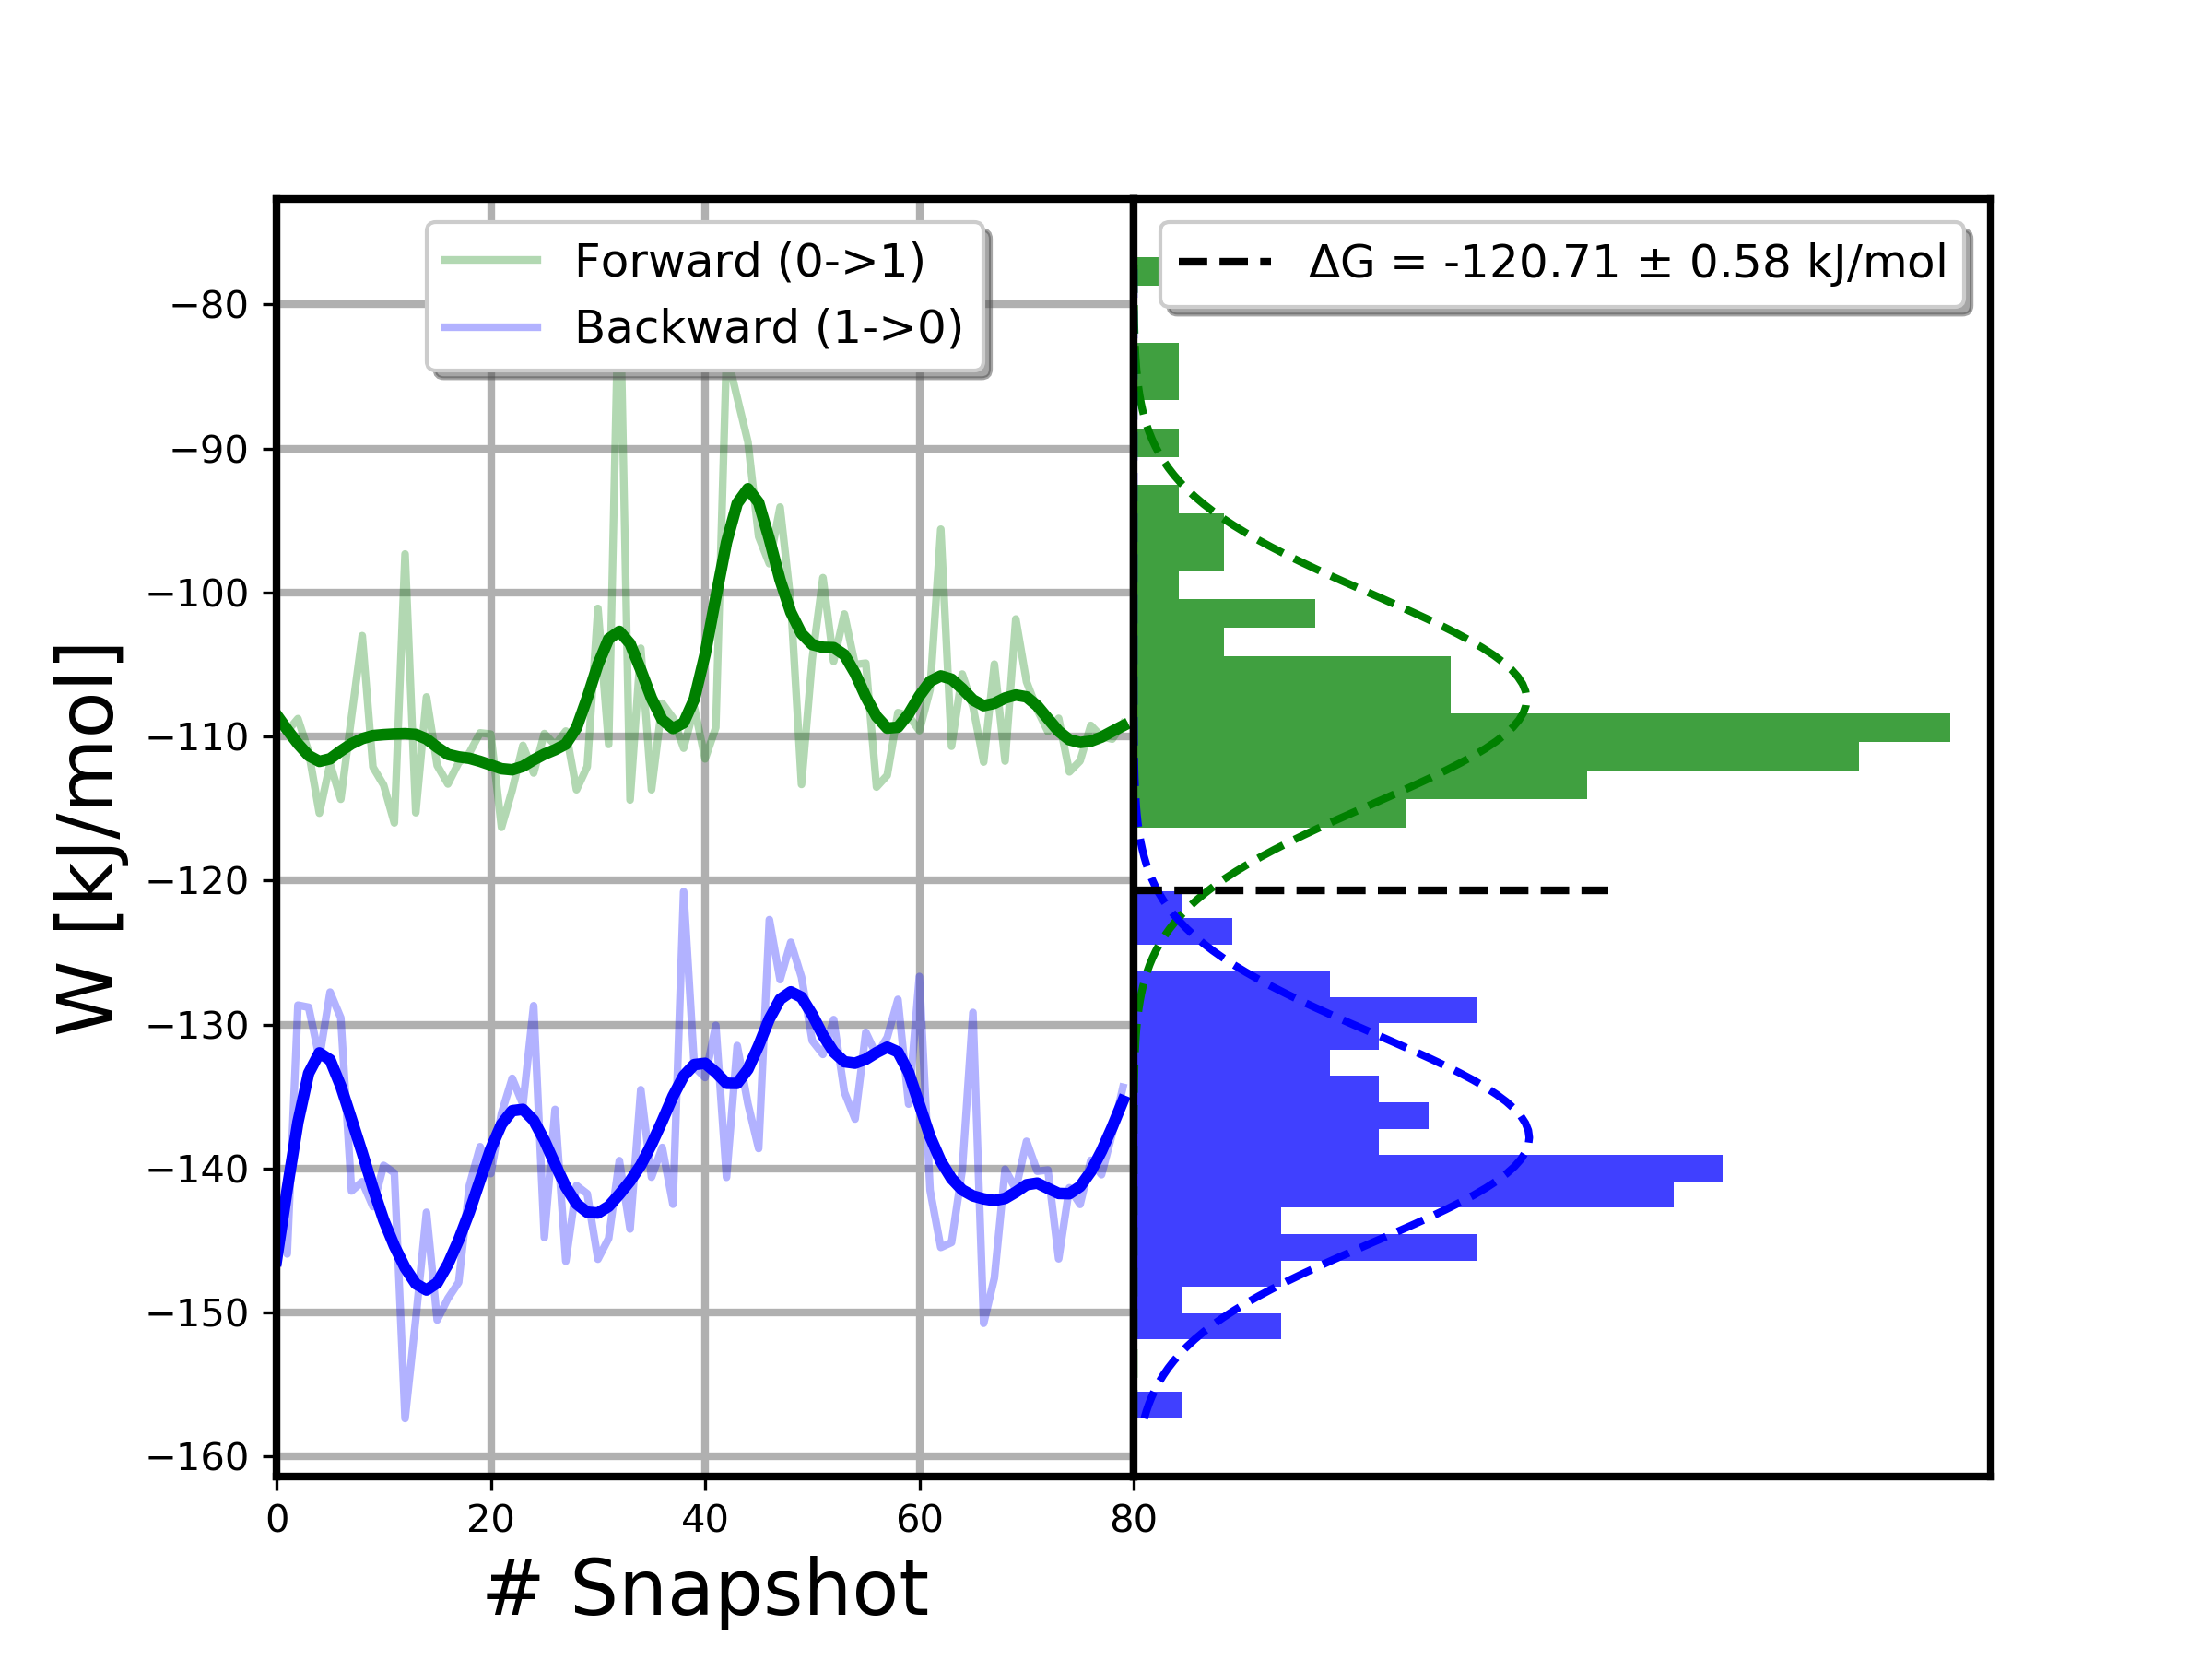 Forward (0->1)
Backward (1->0)
ΔG = -120.71 ± 0.58 kJ/mol
W [kJ/mol]
−80
−90
−100
−110
−120
−130
−140
−150
−160
0 20 40 60 80
# Snapshot